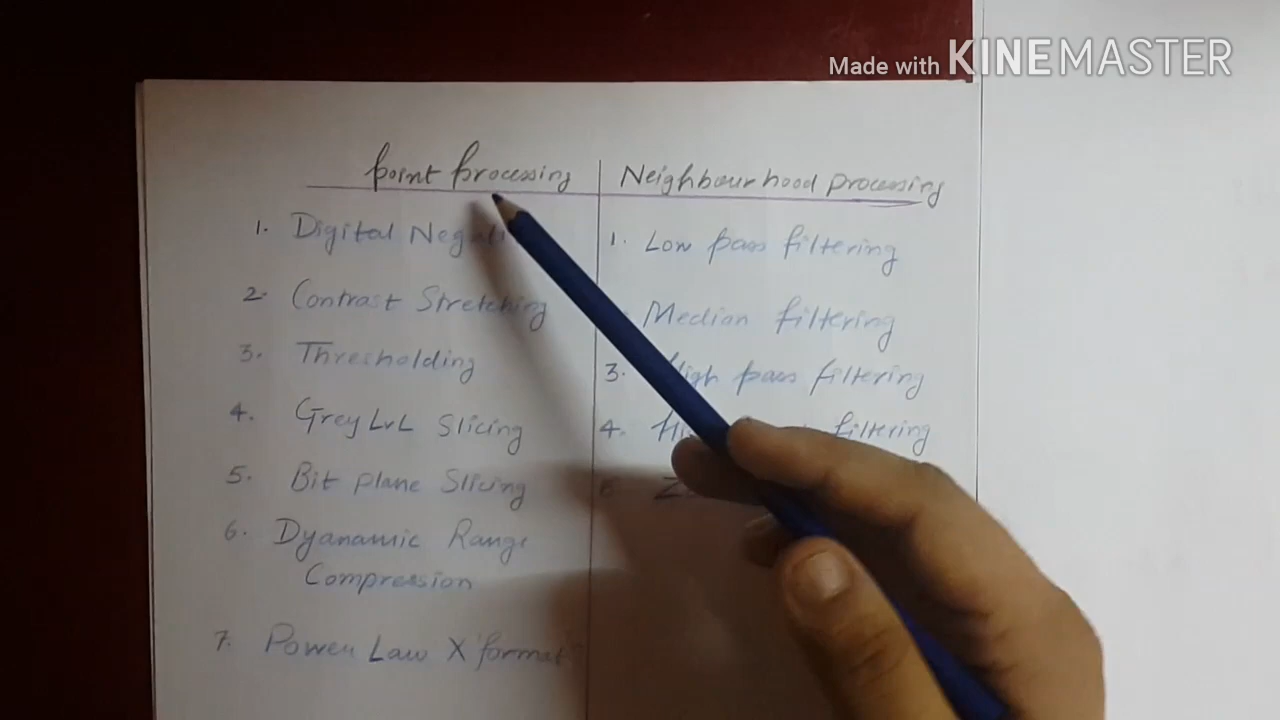 Made with KINEMASTER
Point Processing
Neighbourhood Processing
1. Digital
2. Contrast Stretching
3. Thresholding
4. Grey LvL Slicing
5. Bit plane Slicing
6. Dyanamic Range
Compression
7. Power Law X format
1. Low pass filtering
Median filtering
3. High pass filtering
4. filtering